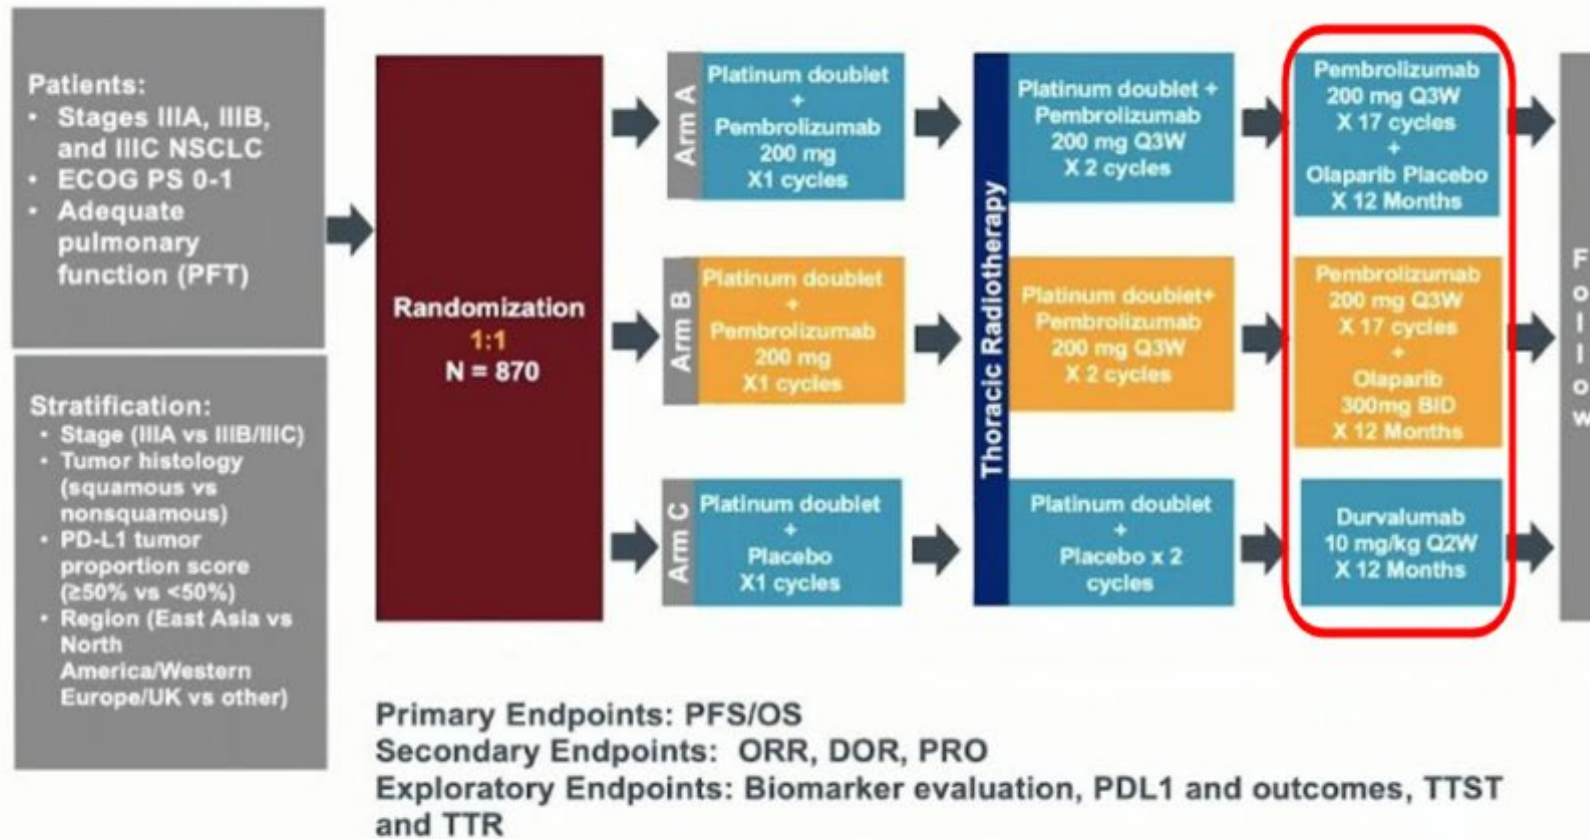 Patients:
• Stages IIIA, IIIB,
and IIIC NSCLC
• ECOG PS 0-1
• Adequate
pulmonary
function (PFT)
Stratification:
• Stage (IIIA vs IIIB/IIIC)
• Tumor histology
(squamous vs
nonsquamous)
• PD-L1 tumor
proportion score
(≥50% vs <50%)
• Region (East Asia vs
North
America/Western
Europe/UK vs other)
Randomization
1:1
N = 870
Arm A
Platinum doublet
+
Pembrolizumab
200 mg
X1 cycles
Arm B
Platinum doublet
+
Pembrolizumab
200 mg
X1 cycles
Arm C
Platinum doublet
+
Placebo
X1 cycles
Thoracic Radiotherapy
Platinum doublet +
Pembrolizumab
200 mg Q3W
X 2 cycles
Platinum doublet+
Pembrolizumab
200 mg Q3W
X 2 cycles
Platinum doublet
+
Placebo x 2
cycles
Pembrolizumab
200 mg Q3W
X 17 cycles
+
Olaparib Placebo
X 12 Months
Pembrolizumab
200 mg Q3W
X 17 cycles
+
Olaparib
300mg BID
X 12 Months
Durvalumab
10 mg/kg Q2W
X 12 Months
Follow
Primary Endpoints: PFS/OS
Secondary Endpoints: ORR, DOR, PRO
Exploratory Endpoints: Biomarker evaluation, PDL1 and outcomes, TTST
and TTR